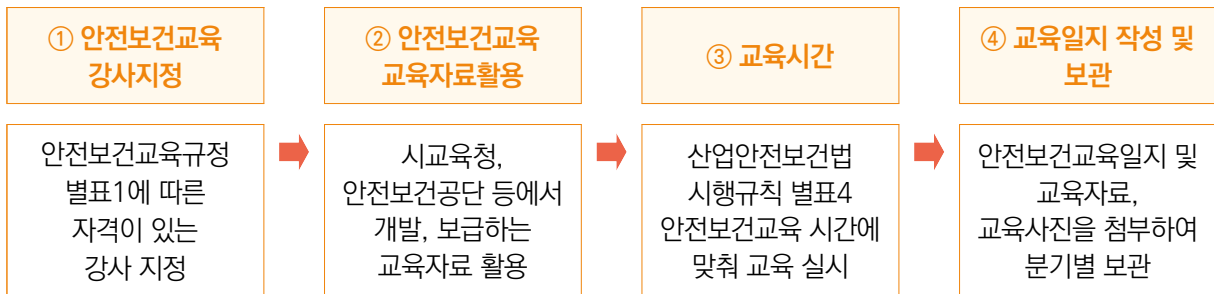 ① 안전보건교육
강사지정
② 안전보건교육
교육자료활용
③ 교육시간
④ 교육일지 작성 및
보관
안전보건교육규정
별표1에 따른
자격이 있는
강사 지정
시교육청,
안전보건공단 등에서
개발, 보급하는
교육자료 활용
산업안전보건법
시행규칙 별표4
안전보건교육 시간에
맞춰 교육 실시
안전보건교육일지 및
교육자료,
교육사진을 첨부하여
분기별 보관